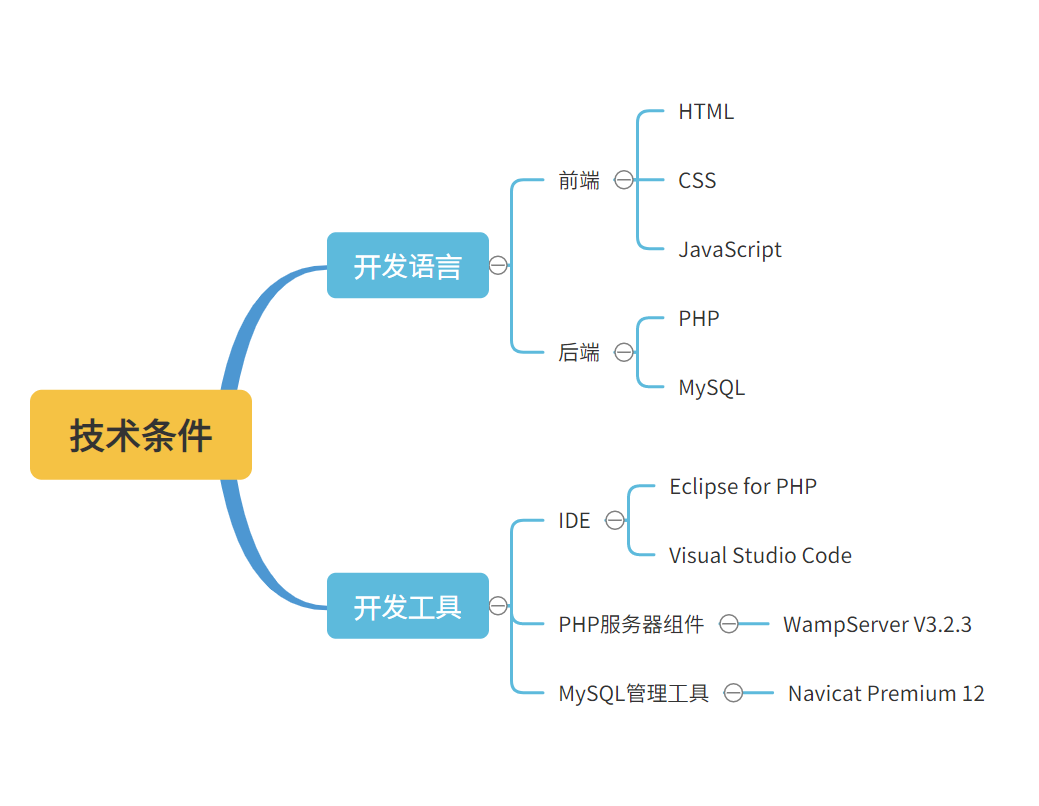 技术条件
开发语言
前端
HTML
CSS
JavaScript
后端
PHP
MySQL
开发工具
IDE
Eclipse for PHP
Visual Studio Code
PHP服务器组件
WampServer V3.2.3
MySQL管理工具
Navicat Premium 12